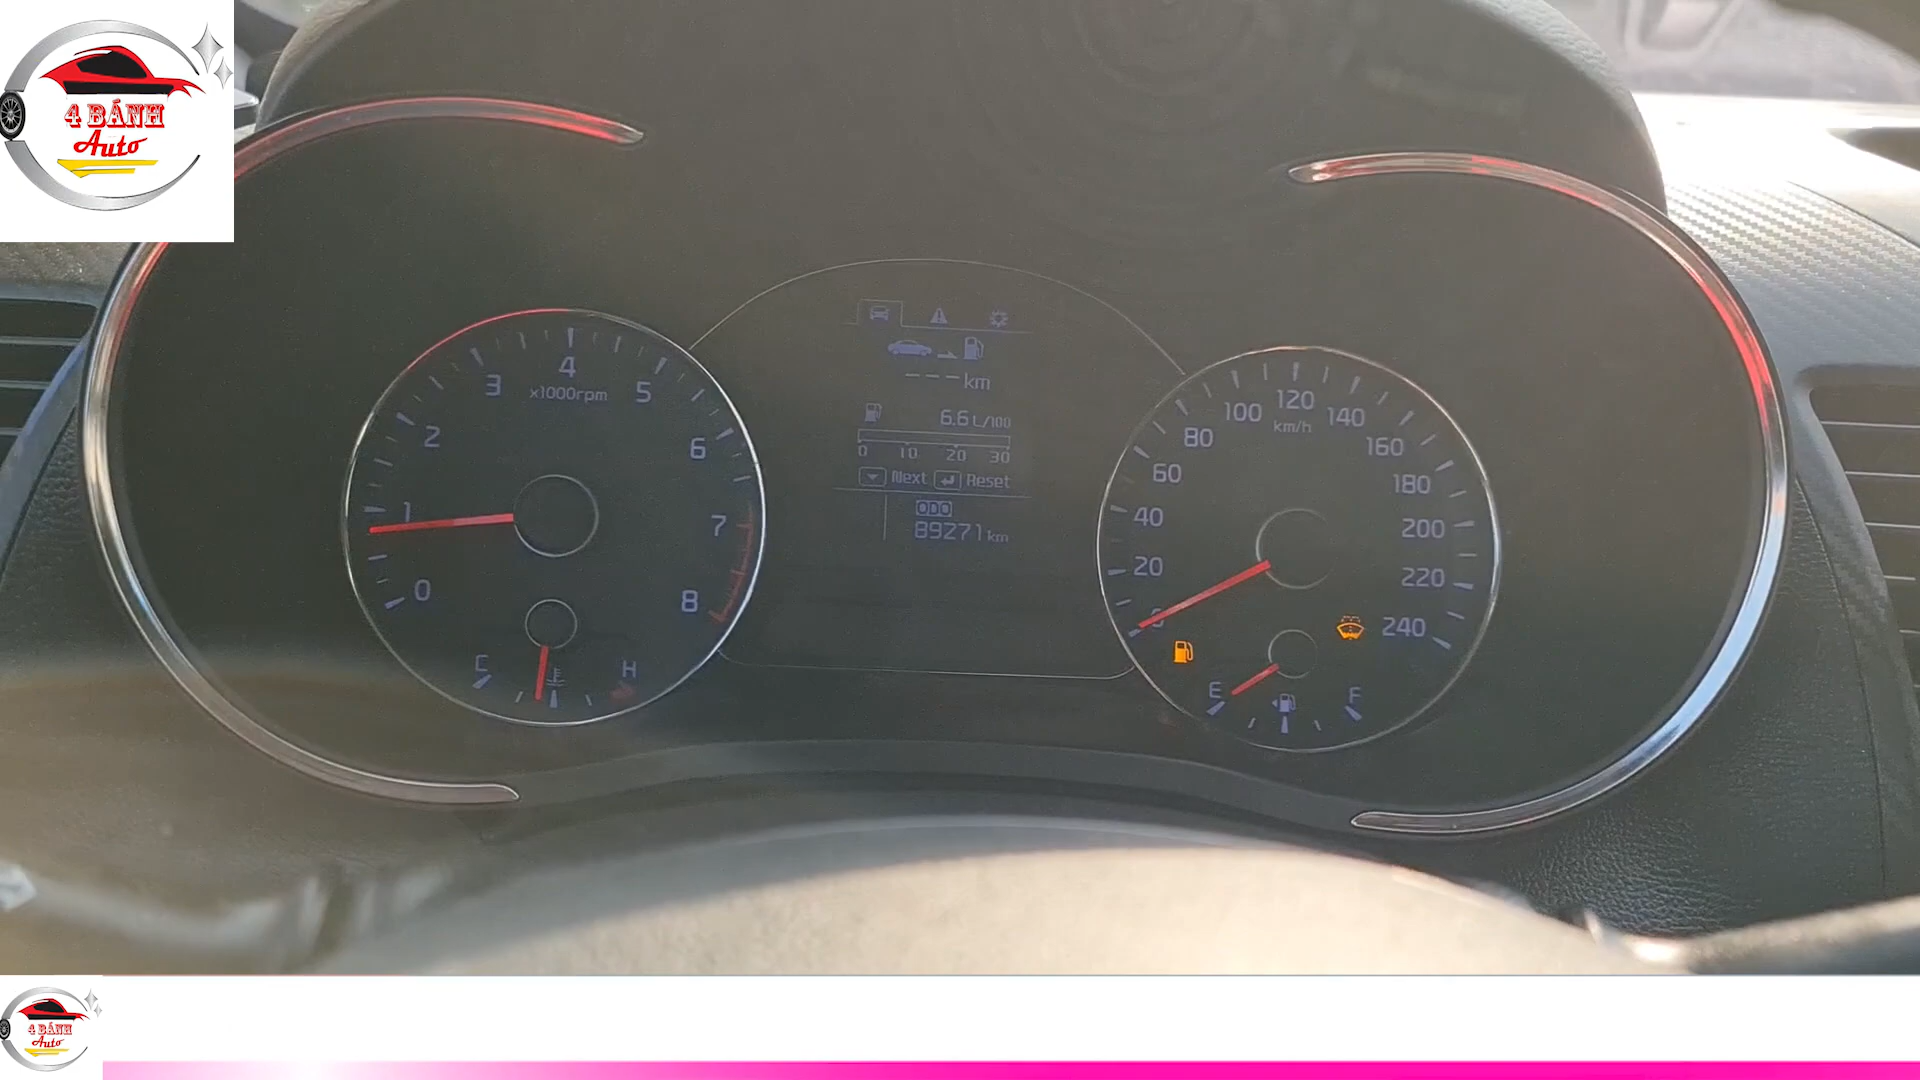 4 BÁNH
Auto
0
1
2
3
4
5
6
7
8
x1000rpm
C
H
---km
6.6 L/100
0 10 20 30
Next Reset
ODO
89271 km
0
20
40
60
80
100
120
140
160
180
200
220
240
km/h
E
F
4 BÁNH
Auto